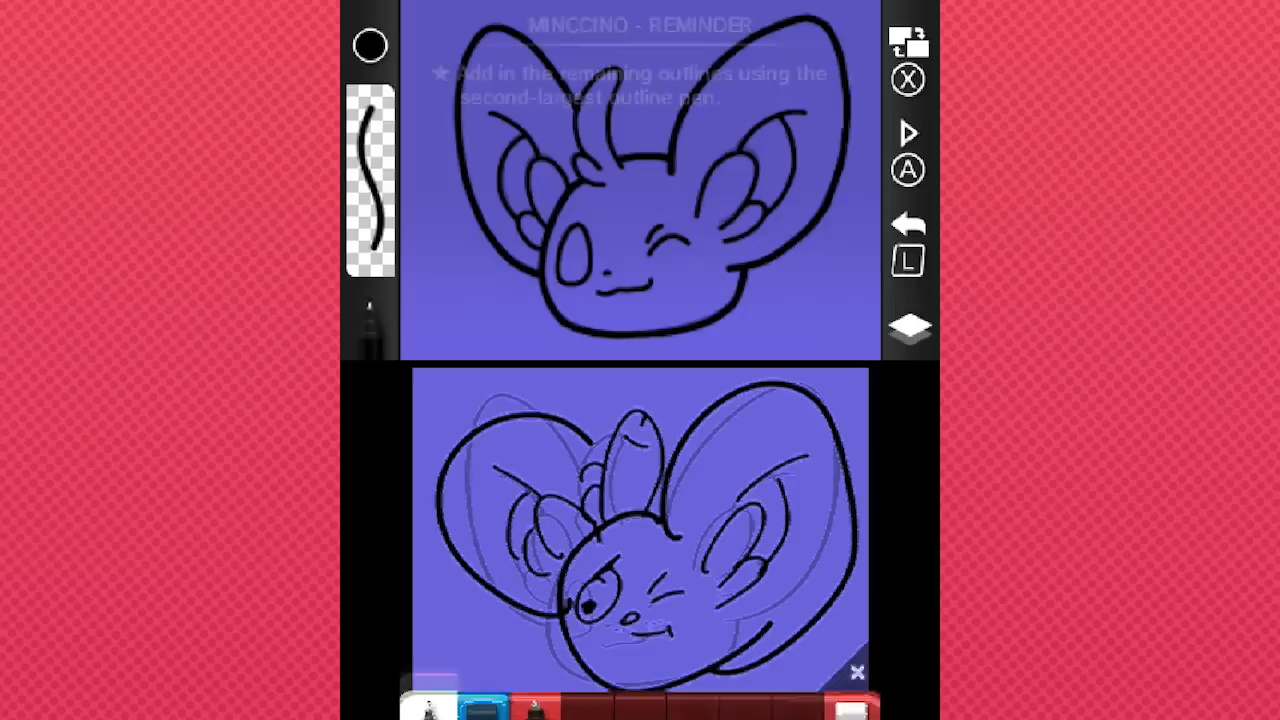 MINCCINO - REMINDER
★ Add in the remaining outlines using the
second-largest outline pen.
X
A
L